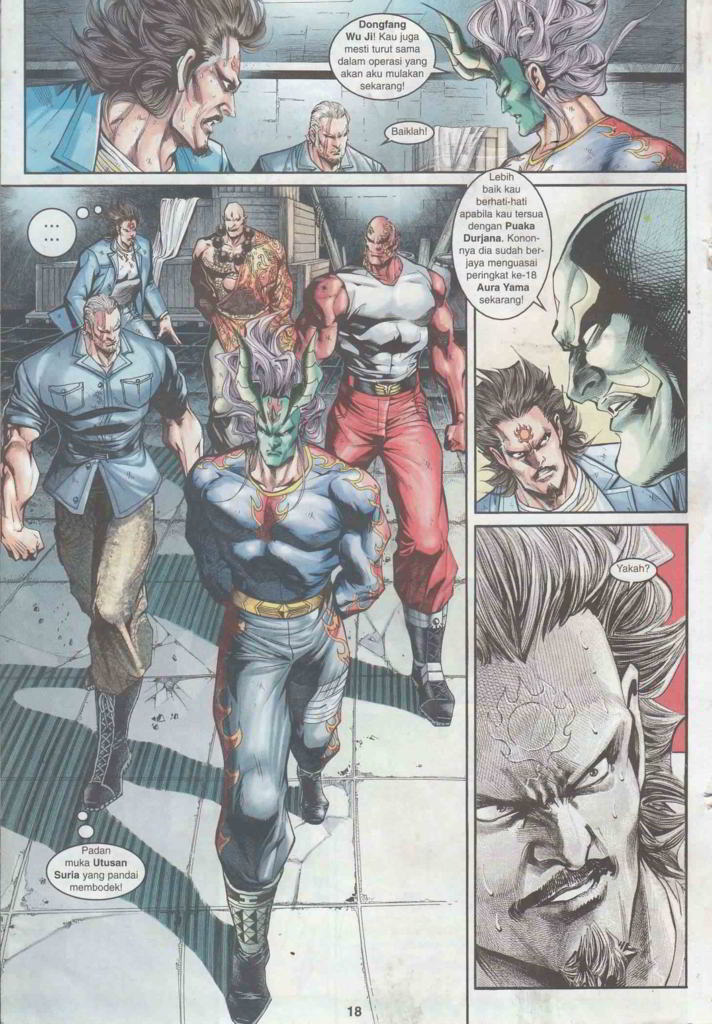 Dongfang
Wu Ji! Kau juga
mesti turut sama
dalam operasi yang
akan aku mulakan
sekarang!
Baiklah!
... ...
Lebih
baik kau
berhati-hati
apabila kau tersua
dengan Puaka
Durjana. Konon-
nya dia sudah ber-
jaya menguasai
peringkat ke-18
Aura Yama
sekarang!
Yakah?
Padan
muka Utusan
Suria yang pandai
membodek!
18